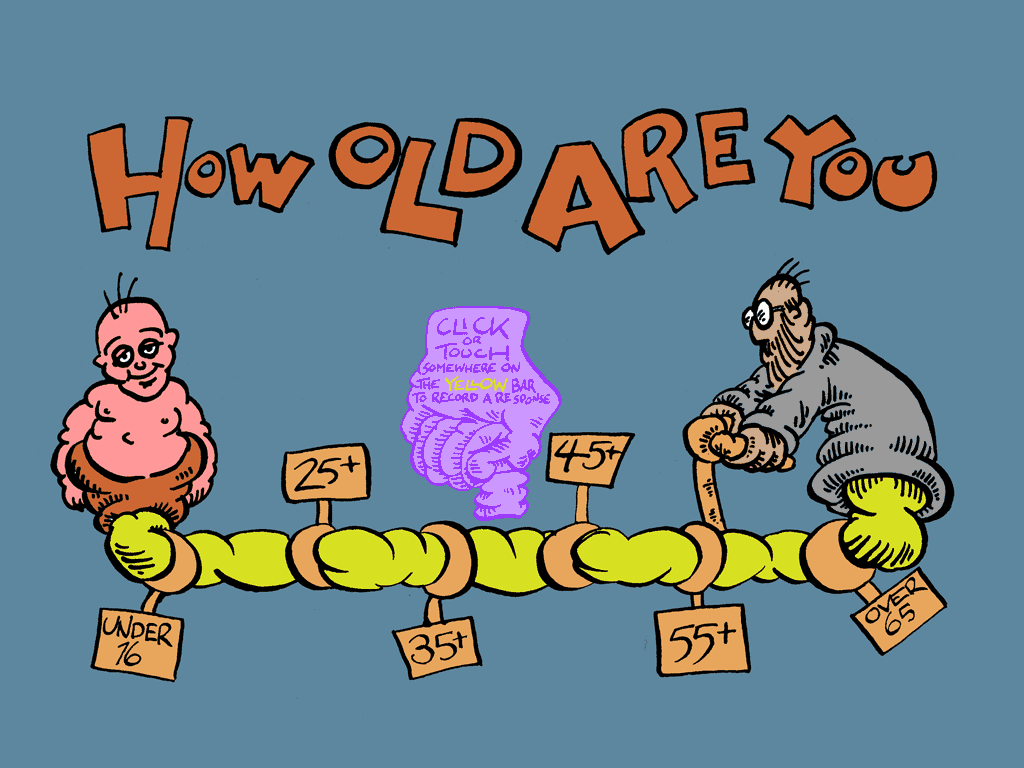 HOW OLD ARE YOU
CLICK
OR
TOUCH
SOMEWHERE ON
THE YELLOW BAR
TO RECORD A RESPONSE
25+
45+
UNDER
16
35+
55+
OVER
65